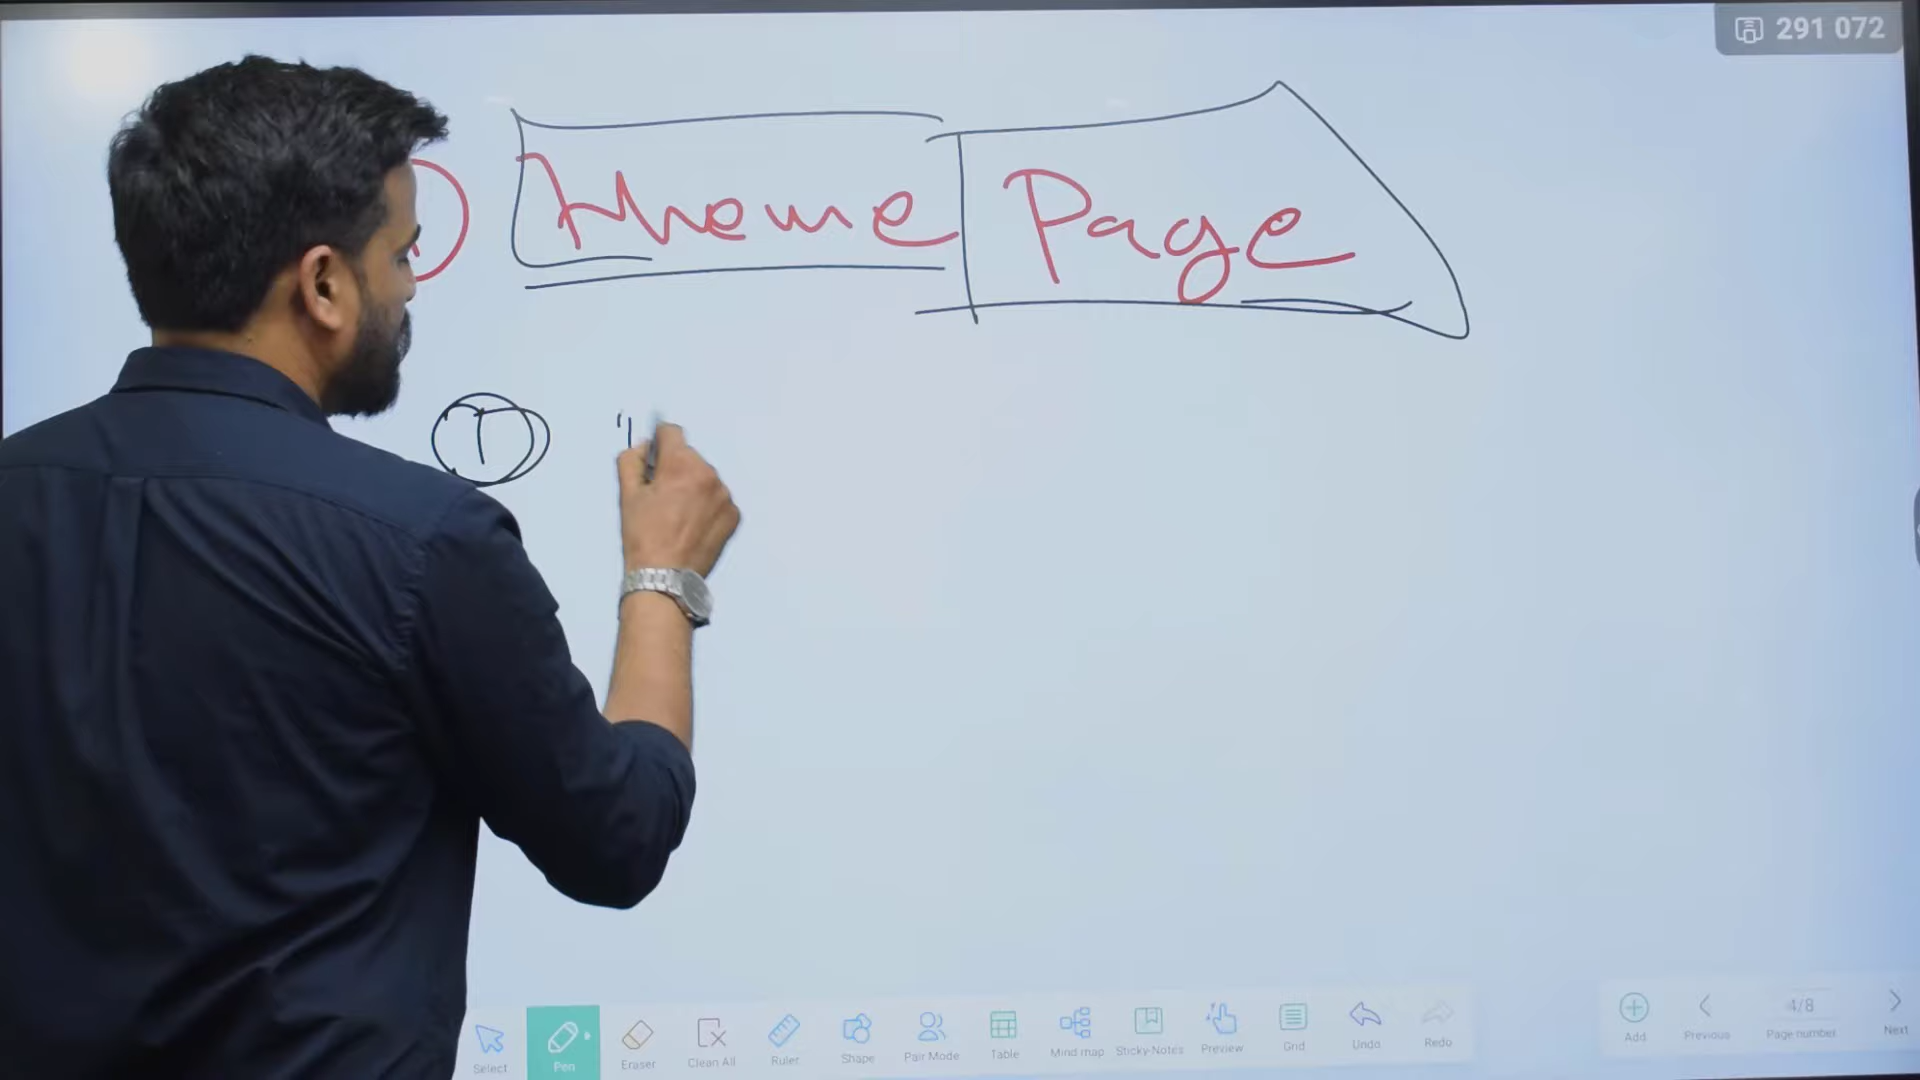 291 072
theme Page
1
Select Pen Eraser Clean All Ruler Shape Pair Mode Table Mind map Sticky-Notes Preview Grid Undo Redo Add Previous 4/8 Page number Next